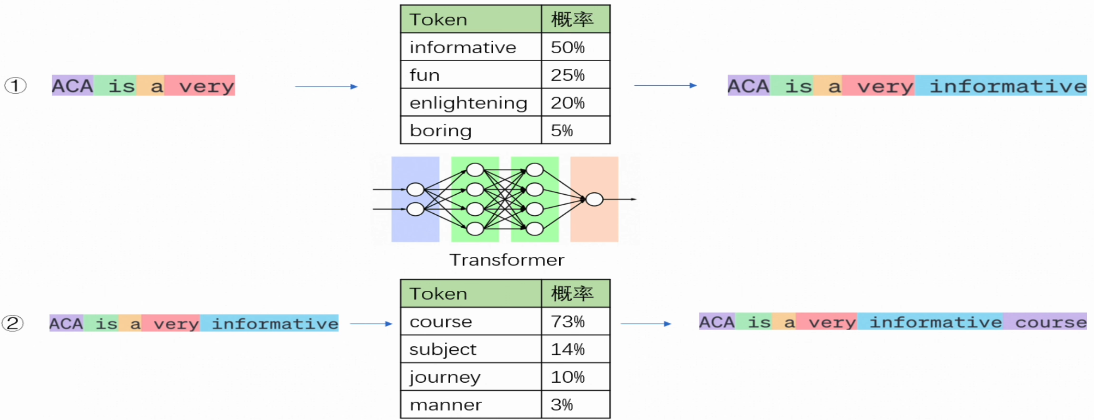 Token 概率
informative 50%
① ACA is a very
fun 25%
ACA is a very informative
enlightening 20%
boring 5%
Transformer
Token 概率
course 73%
② ACA is a very informative
ACA is a very informative course
subject 14%
journey 10%
manner 3%